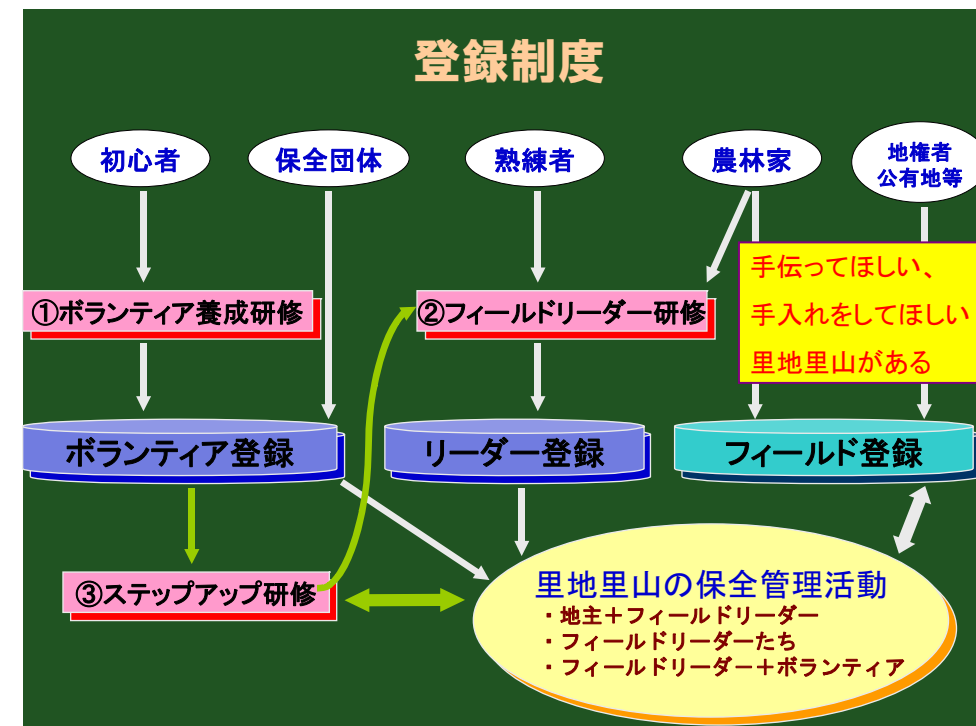 登録制度
初心者
保全団体
熟練者
農林家
地権者
公有地等
手伝ってほしい、
手入れをしてほしい
里地里山がある
①ボランティア養成研修
②フィールドリーダー研修
ボランティア登録
リーダー登録
フィールド登録
③ステップアップ研修
里地里山の保全管理活動
・地主＋フィールドリーダー
・フィールドリーダーたち
・フィールドリーダー＋ボランティア